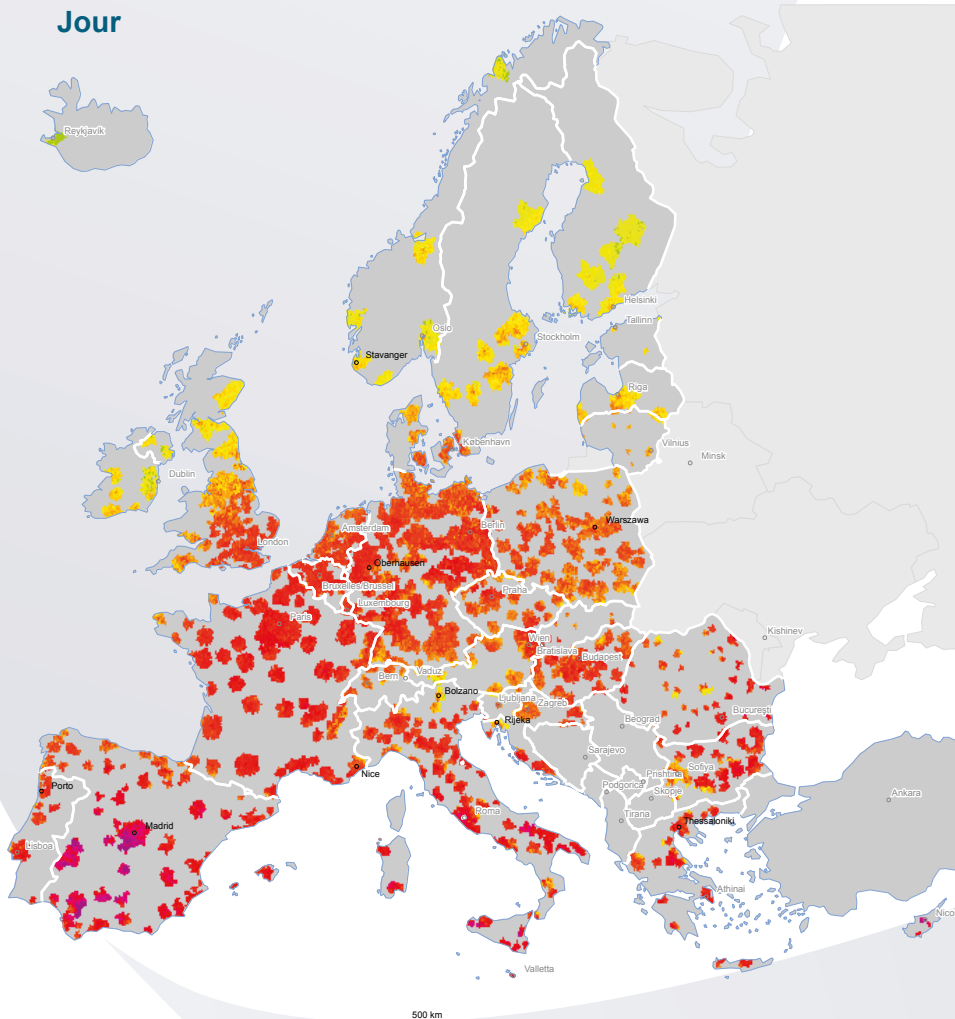 Jour
Reykjavík
Helsinki
Tallinn
Oslo
Stockholm
Stavanger
Riga
København
Vilnius
Minsk
Dublin
Amsterdam
Berlin
Warszawa
London
Oberhausen
Bruxelles/Brussel
Praha
Luxembourg
Paris
Kishinev
Wien
Bratislava
Budapest
Vaduz
Bern
Bolzano
Ljubljana
Zagreb
Bucureşti
Rijeka
Beograd
Sarajevo
Nice
Prishtina
Sofiya
Podgorica
Skopje
Porto
Ankara
Roma
Tirana
Thessaloniki
Madrid
Lisboa
Athinai
Nico
Valletta
500 km